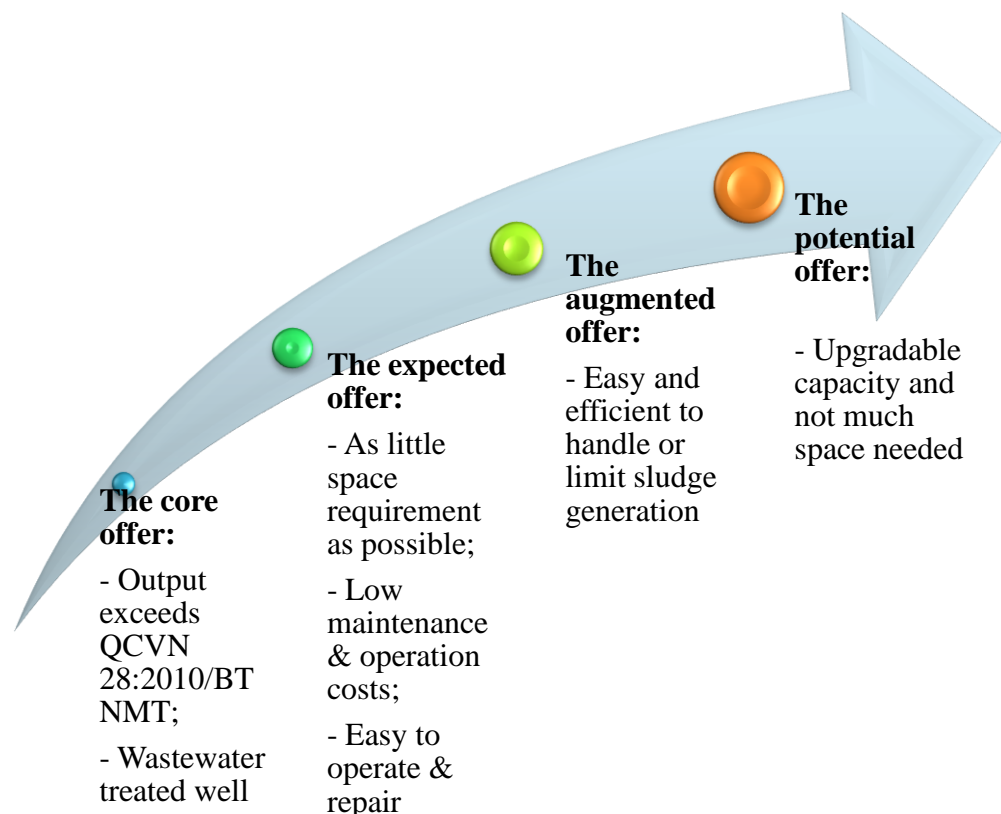 The core
offer:
- Output
exceeds
QCVN
28:2010/BT
NMT;
- Wastewater
treated well
The expected
offer:
- As little
space
requirement
as possible;
- Low
maintenance
& operation
costs;
- Easy to
operate &
repair
The
augmented
offer:
- Easy and
efficient to
handle or
limit sludge
generation
The
potential
offer:
- Upgradable
capacity and
not much
space needed